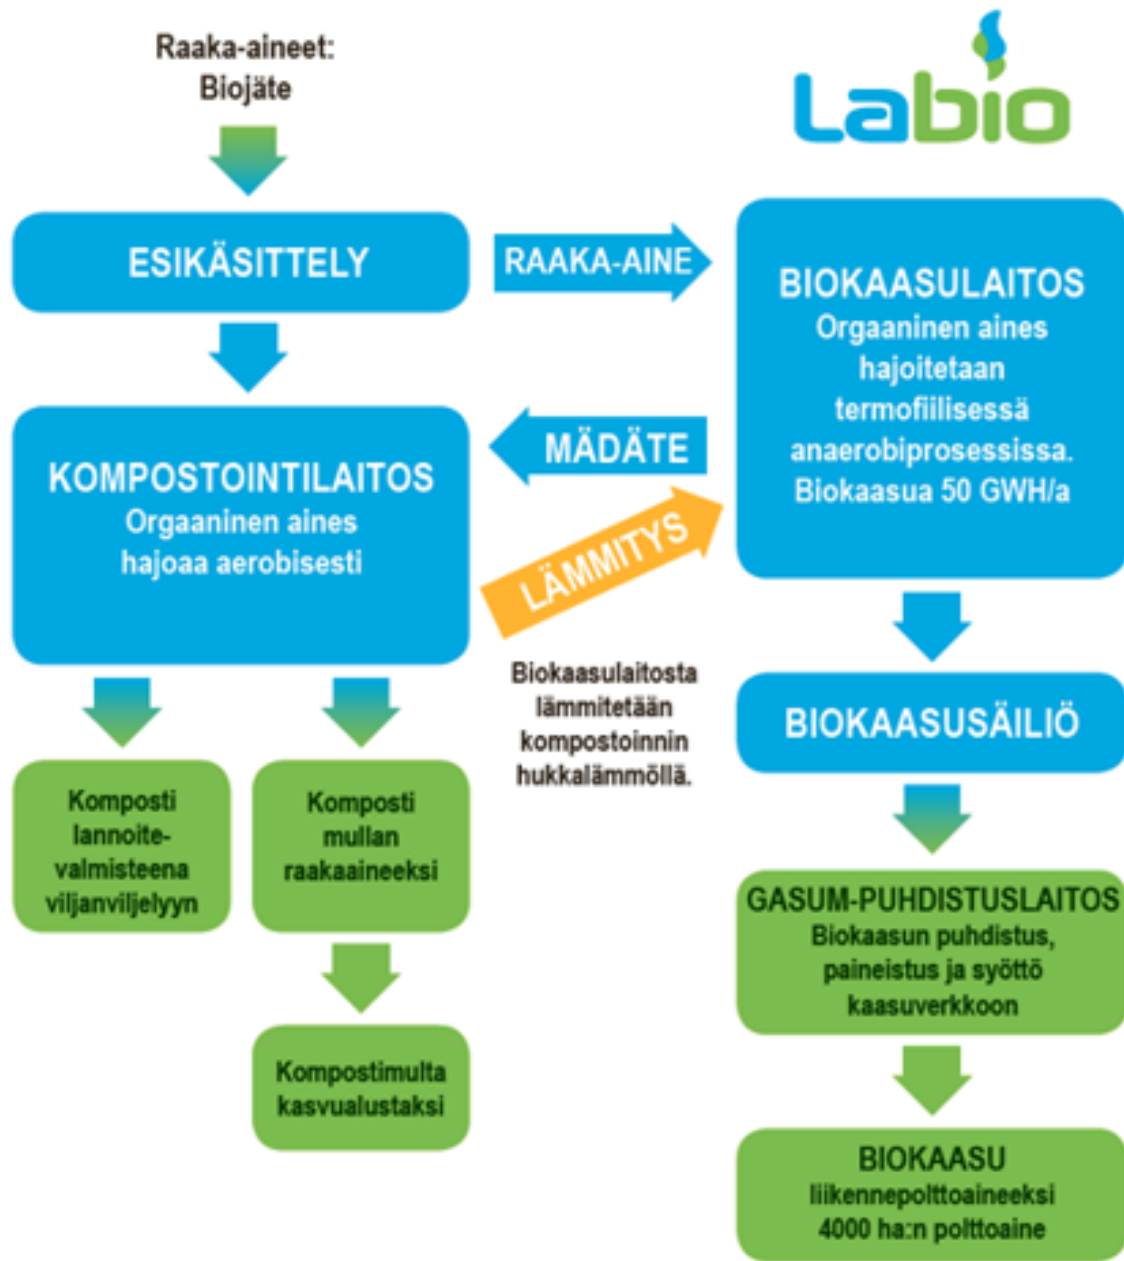 Raaka-aineet:
Biojäte
Labio
ESIKÄSITTELY
RAAKA-AINE
BIOKAASULAITOS
Orgaaninen aines
hajoitetaan
termofiilisessä
anaerobiprosessissa.
Biokaasua 50 GWH/a
MÄDÄTE
KOMPOSTOINTILAITOS
Orgaaninen aines
hajoaa aerobisesti
LÄMMITYS
Biokaasulaitosta
lämmitetään
kompostoinnin
hukkalämmöllä.
BIOKAASUSÄILIÖ
Komposti
lannoite-
valmisteena
viljanviljelyyn
Komposti
mullan
raakaaineeksi
GASUM-PUHDISTUSLAITOS
Biokaasun puhdistus,
paineistus ja syöttö
kaasuverkkoon
Kompostimulta
kasvualustaksi
BIOKAASU
liikennepolttoaineeksi
4000 ha:n polttoaine